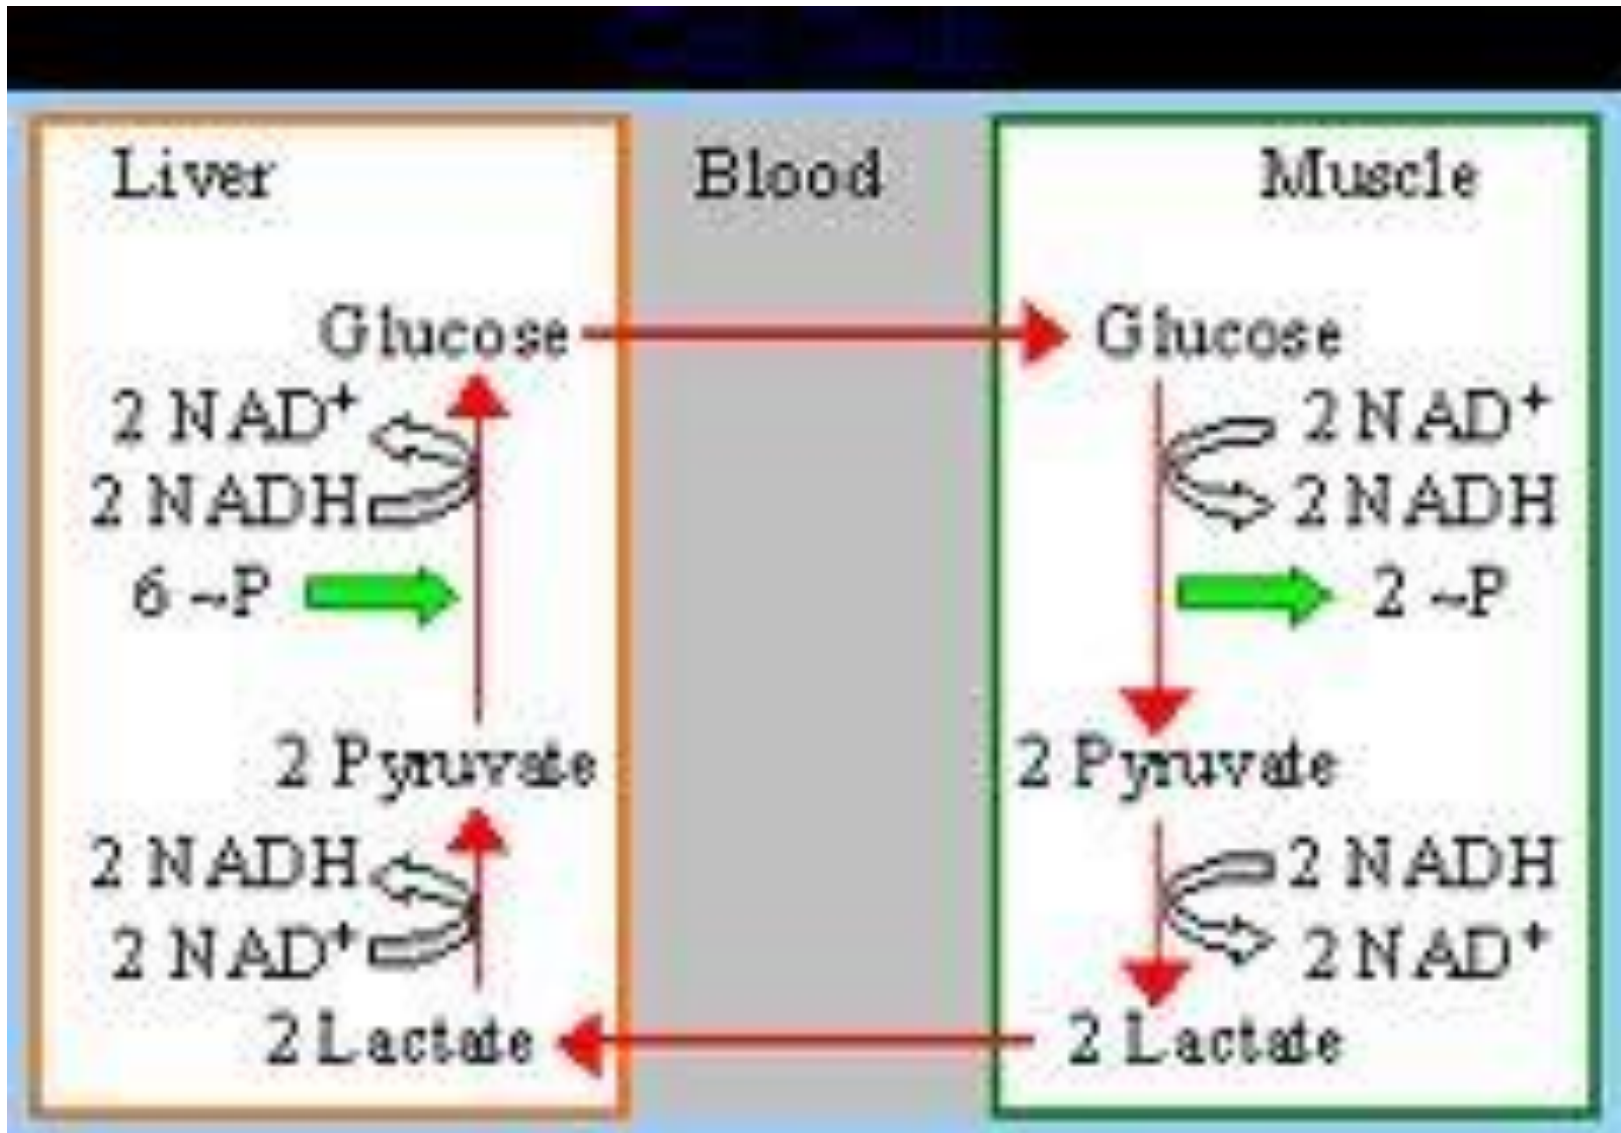 Liver Blood Muscle
Glucose Glucose
2 NAD⁺ 2 NAD⁺
2 NADH 2 NADH
6 ~P 2 ~P
2 Pyruvate 2 Pyruvate
2 NADH 2 NADH
2 NAD⁺ 2 NAD⁺
2 Lactate 2 Lactate